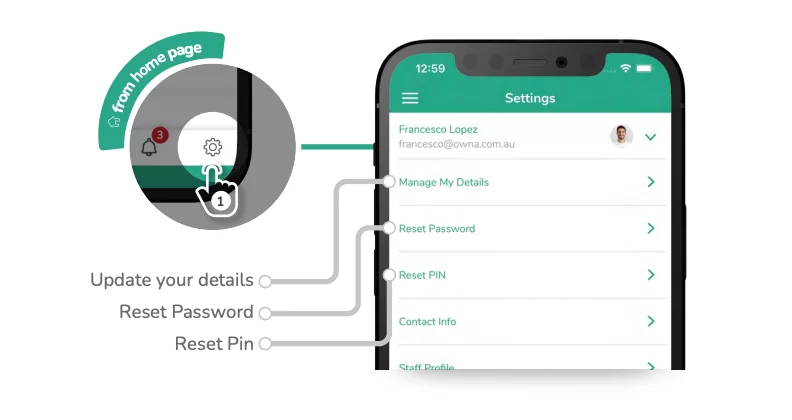 from home page
3
1
Update your details
Reset Password
Reset Pin
12:59
Settings
Francesco Lopez
francesco@owna.com.au
Manage My Details
Reset Password
Reset PIN
Contact Info
Staff Profile